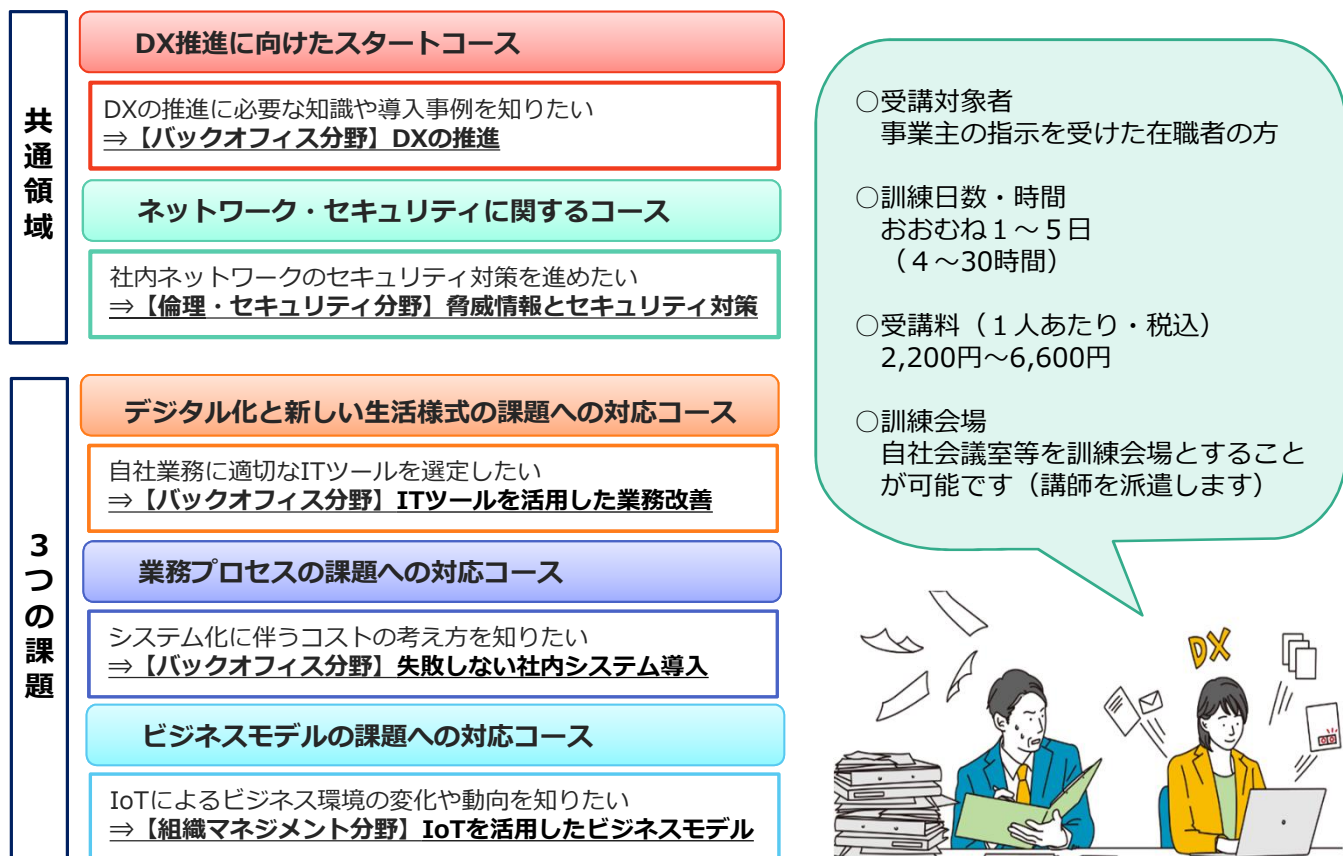 共通領域
DX推進に向けたスタートコース
DXの推進に必要な知識や導入事例を知りたい
⇒【バックオフィス分野】DXの推進
ネットワーク・セキュリティに関するコース
社内ネットワークのセキュリティ対策を進めたい
⇒【倫理・セキュリティ分野】脅威情報とセキュリティ対策
3つの課題
デジタル化と新しい生活様式の課題への対応コース
自社業務に適切なITツールを選定したい
⇒【バックオフィス分野】ITツールを活用した業務改善
業務プロセスの課題への対応コース
システム化に伴うコストの考え方を知りたい
⇒【バックオフィス分野】失敗しない社内システム導入
ビジネスモデルの課題への対応コース
IoTによるビジネス環境の変化や動向を知りたい
⇒【組織マネジメント分野】IoTを活用したビジネスモデル
○受講対象者
事業主の指示を受けた在職者の方
○訓練日数・時間
おおむね１～５日
（４～30時間）
○受講料（１人あたり・税込）
2,200円～6,600円
○訓練会場
自社会議室等を訓練会場とすること
が可能です（講師を派遣します）
DX